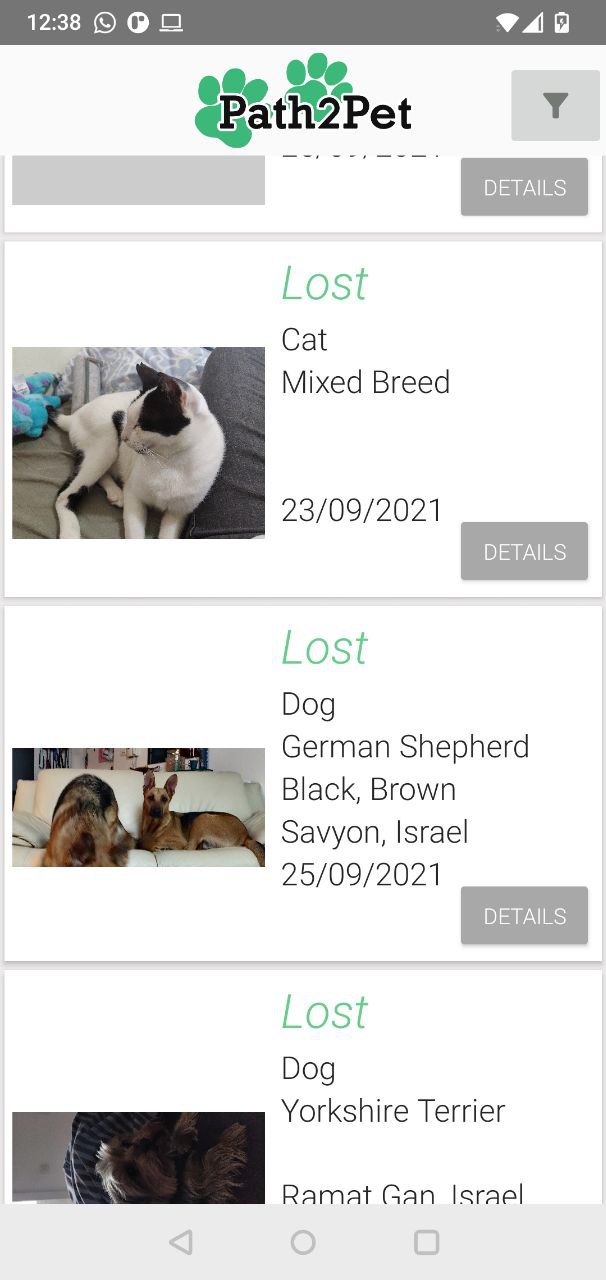 12:38
Path2Pet
DETAILS
Lost
Cat
Mixed Breed
23/09/2021
DETAILS
Lost
Dog
German Shepherd
Black, Brown
Savyon, Israel
25/09/2021
DETAILS
Lost
Dog
Yorkshire Terrier
Ramat Gan, Israel